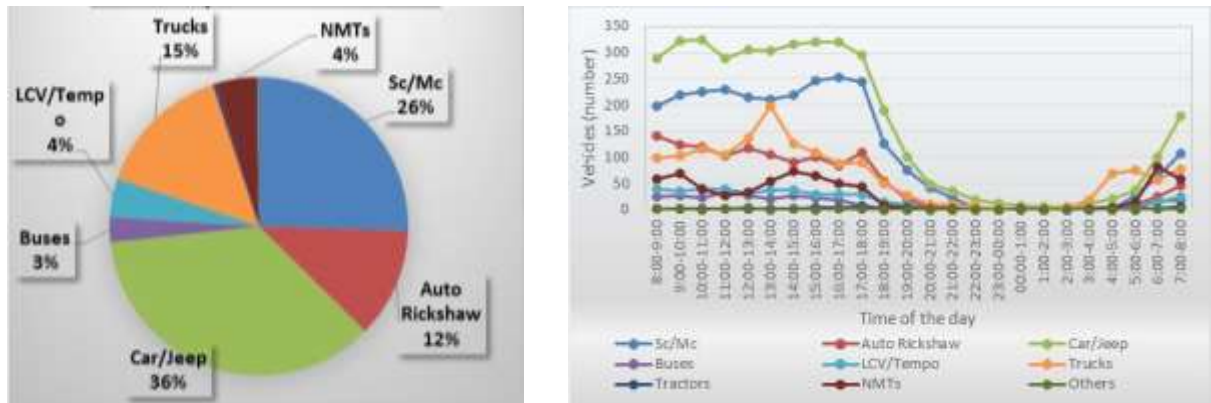 Trucks
15%
NMTs
4%
Sc/Mc
26%
LCV/Temp
o
4%
Buses
3%
Auto
Rickshaw
12%
Car/Jeep
36%
350
300
250
200
150
100
50
0
Vehicles (number)
8:00-9:00
9:00-10:00
10:00-11:00
11:00-12:00
12:00-13:00
13:00-14:00
14:00-15:00
15:00-16:00
16:00-17:00
17:00-18:00
18:00-19:00
19:00-20:00
20:00-21:00
21:00-22:00
22:00-23:00
23:00-00:00
00:00-1:00
1:00-2:00
2:00-3:00
3:00-4:00
4:00-5:00
5:00-6:00
6:00-7:00
7:00-8:00
Time of the day
Sc/Mc
Auto Rickshaw
Car/Jeep
Buses
LCV/Tempo
Trucks
Tractors
NMTs
Others